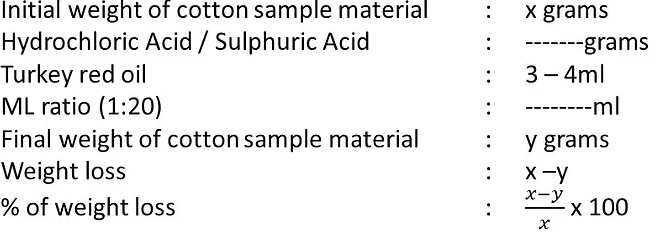 Initial weight of cotton sample material : x grams
Hydrochloric Acid / Sulphuric Acid : -------grams
Turkey red oil : 3 – 4ml
ML ratio (1:20) : --------ml
Final weight of cotton sample material : y grams
Weight loss : x –y
% of weight loss : \frac{x-y}{x} x 100